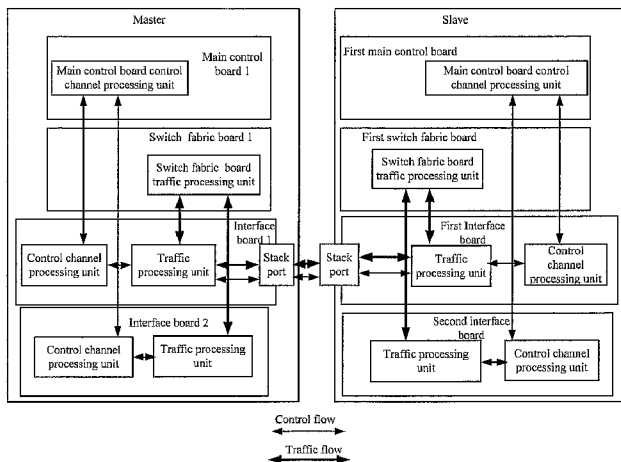 Master
Main control
board 1
Main control board control
channel processing unit
Switch fabric board 1
Switch fabric board
traffic processing unit
Interface
board 1
Control channel
processing unit
Traffic
processing unit
Stack
port
Interface board 2
Control channel
processing unit
Traffic processing
unit
Slave
First main control board
Main control board control
channel processing unit
First switch fabric board
Switch fabric board
traffic processing unit
First Interface
board
Stack
port
Traffic
processing unit
Control
channel
processing unit
Second interface
board
Traffic processing
unit
Control channel
processing unit
Control flow
Traffic flow